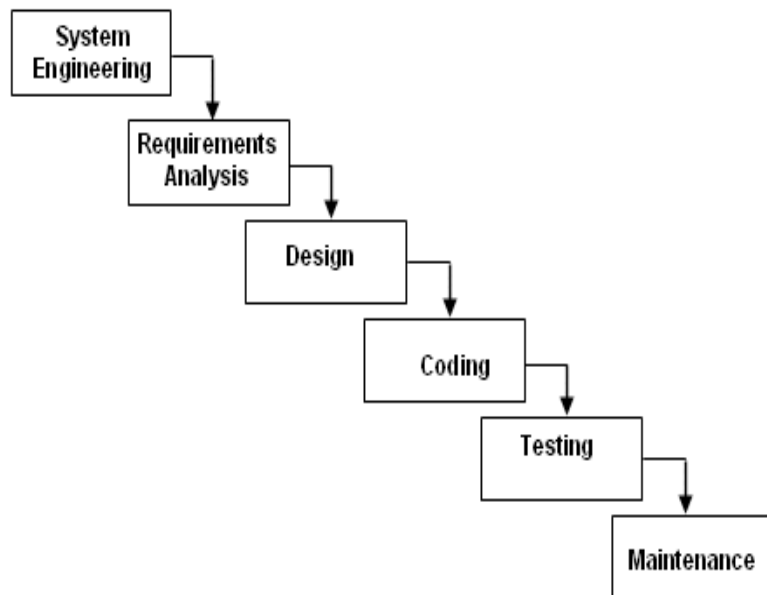 System
Engineering
Requirements
Analysis
Design
Coding
Testing
Maintenance